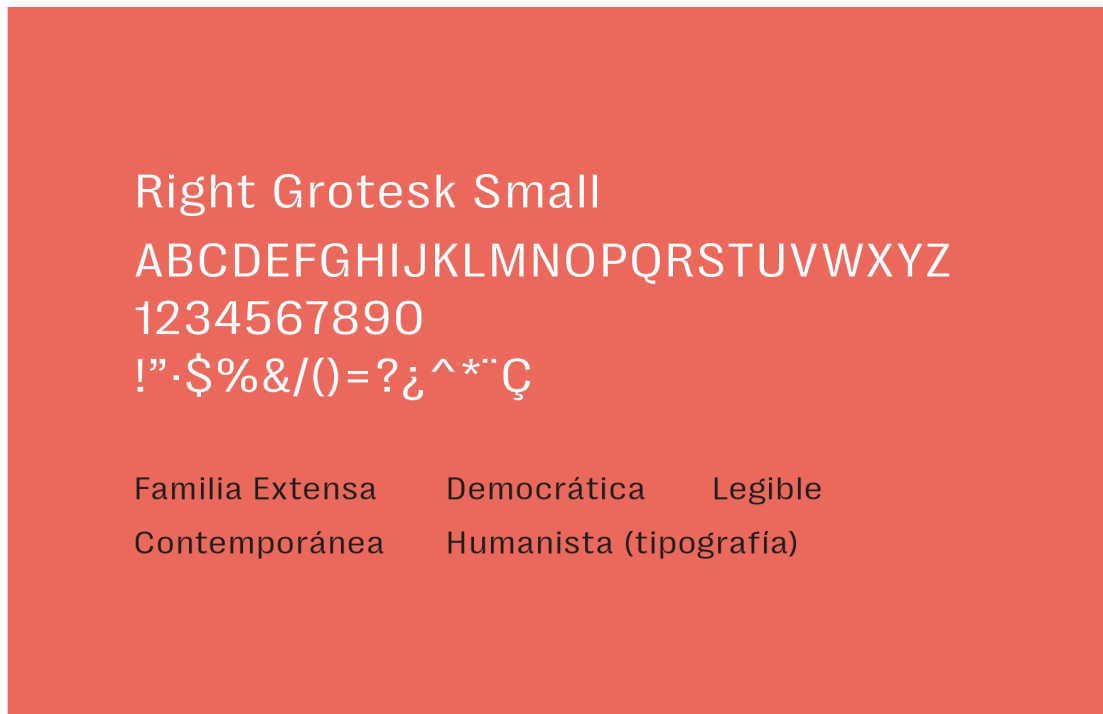 Right Grotesk Small
ABCDEFGHIJKLMNOPQRSTUVWXYZ
1234567890
!”·$%&/()=?¿^*¨Ç
Familia Extensa Democrática Legible
Contemporánea Humanista (tipografía)